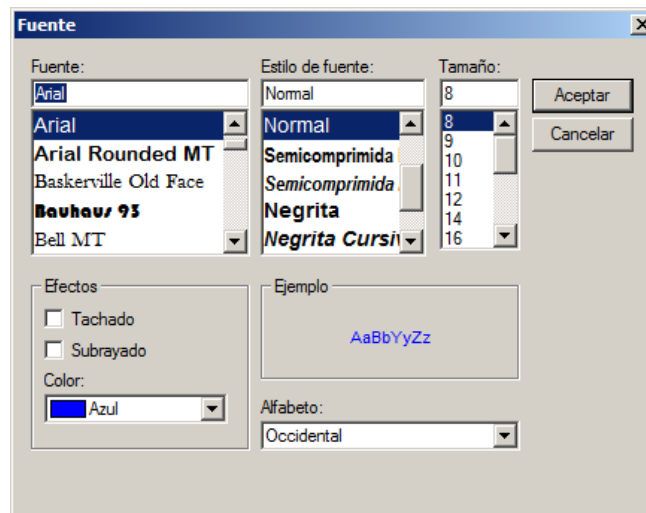 Fuente
Fuente:
Arial
Arial
Arial Rounded MT
Baskerville Old Face
Bauhaus 93
Bell MT
Estilo de fuente:
Normal
Normal
Semicomprimida
Semicomprimida
Negrita
Negrita Cursiv
Tamaño:
8
8
9
10
11
12
14
16
Aceptar
Cancelar
Efectos
Tachado
Subrayado
Color:
Azul
Ejemplo
AaBbYyZz
Alfabeto:
Occidental